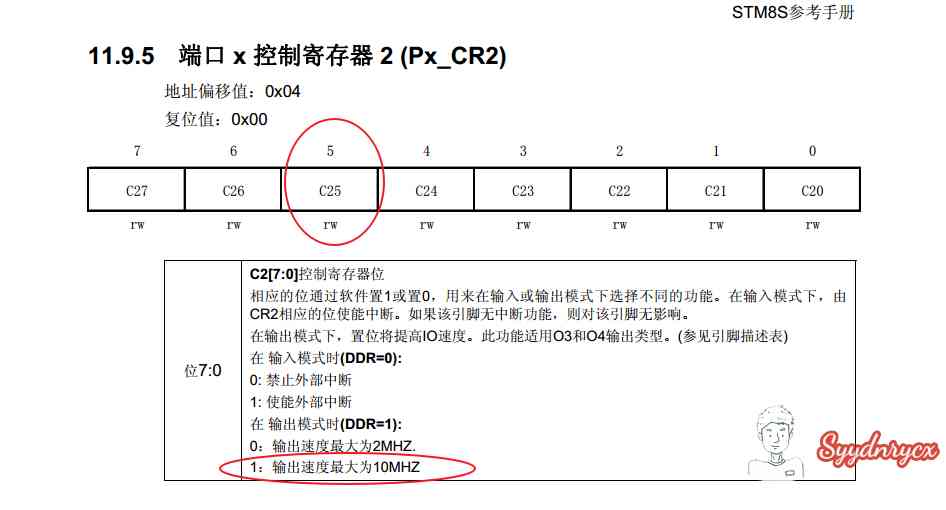 STM8S参考手册
11.9.5 端口 x 控制寄存器 2 (Px_CR2)
地址偏移值：0x04
复位值：0x00
7 6 5 4 3 2 1 0
C27 C26 C25 C24 C23 C22 C21 C20
rw rw rw rw rw rw rw rw
位7:0
C2[7:0]控制寄存器位
相应的位通过软件置1或置0，用来在输入或输出模式下选择不同的功能。在输入模式下，由
CR2相应的位使能中断。如果该引脚无中断功能，则对该引脚无影响。
在输出模式下，置位将提高IO速度。此功能适用O3和O4输出类型。(参见引脚描述表)
在 输入模式时(DDR=0):
0: 禁止外部中断
1: 使能外部中断
在 输出模式时(DDR=1):
0：输出速度最大为2MHZ.
1：输出速度最大为10MHZ
Syydnrycx